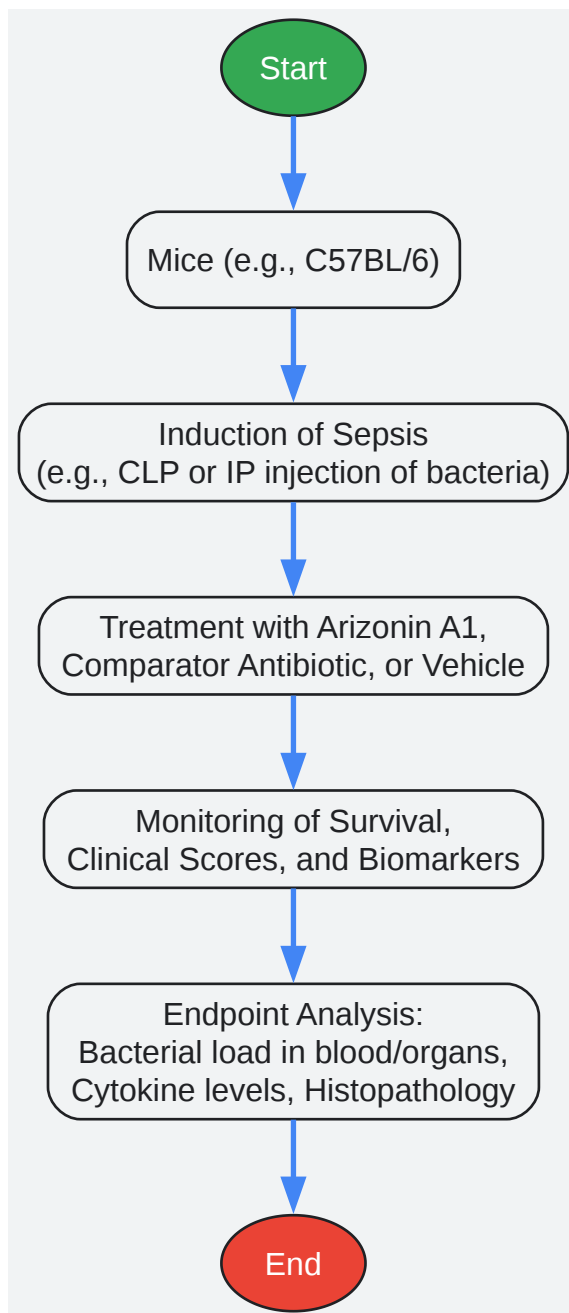 Start
Mice (e.g., C57BL/6)
Induction of Sepsis
(e.g., CLP or IP injection of bacteria)
Treatment with Arizonin A1,
Comparator Antibiotic, or Vehicle
Monitoring of Survival,
Clinical Scores, and Biomarkers
Endpoint Analysis:
Bacterial load in blood/organs,
Cytokine levels, Histopathology
End